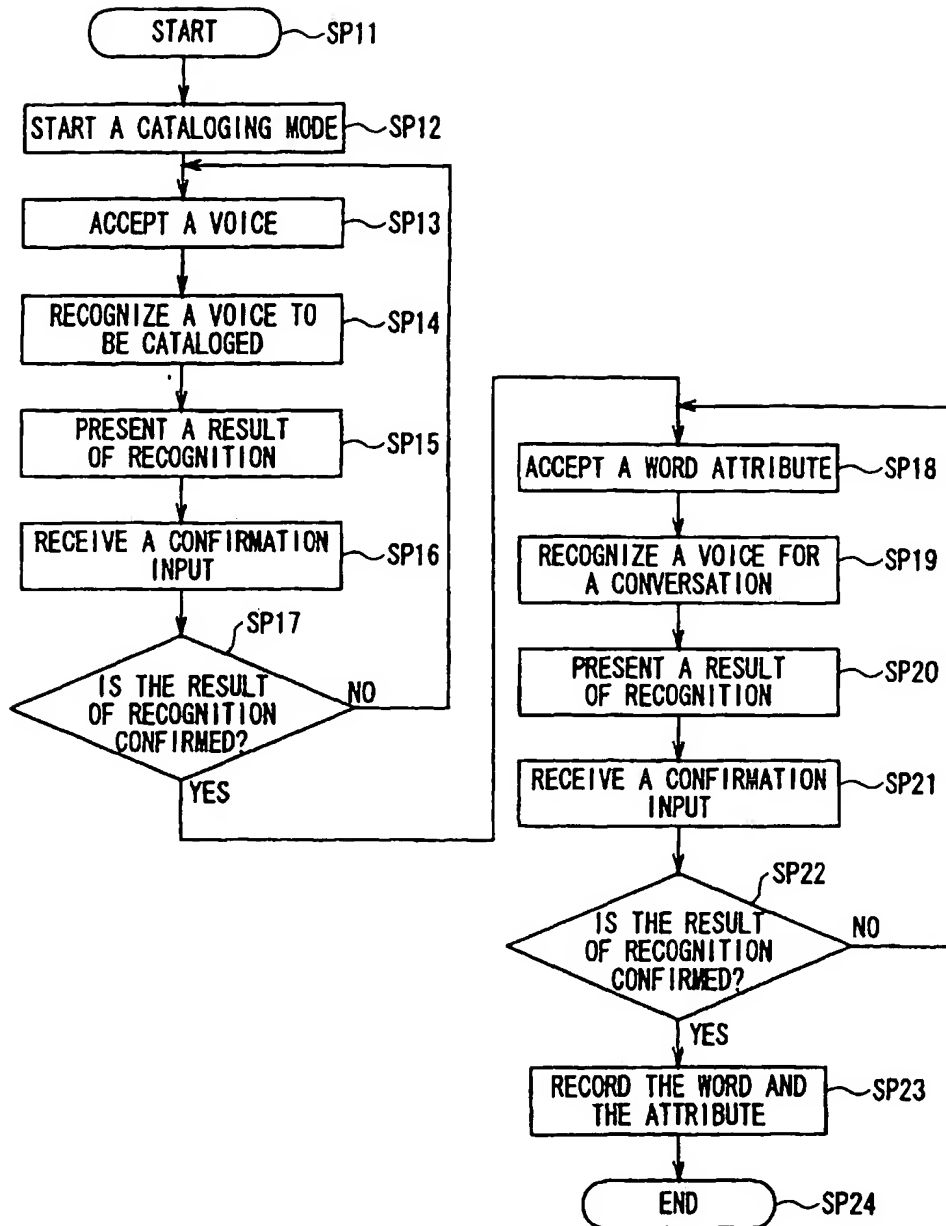 START
SP11
START A CATALOGING MODE
SP12
ACCEPT A VOICE
SP13
RECOGNIZE A VOICE TO
BE CATALOGED
SP14
PRESENT A RESULT
OF RECOGNITION
SP15
RECEIVE A CONFIRMATION
INPUT
SP16
SP17
IS THE RESULT
OF RECOGNITION
CONFIRMED?
NO
YES
ACCEPT A WORD ATTRIBUTE
SP18
RECOGNIZE A VOICE FOR
A CONVERSATION
SP19
PRESENT A RESULT
OF RECOGNITION
SP20
RECEIVE A CONFIRMATION
INPUT
SP21
SP22
IS THE RESULT
OF RECOGNITION
CONFIRMED?
NO
YES
RECORD THE WORD AND
THE ATTRIBUTE
SP23
END
SP24